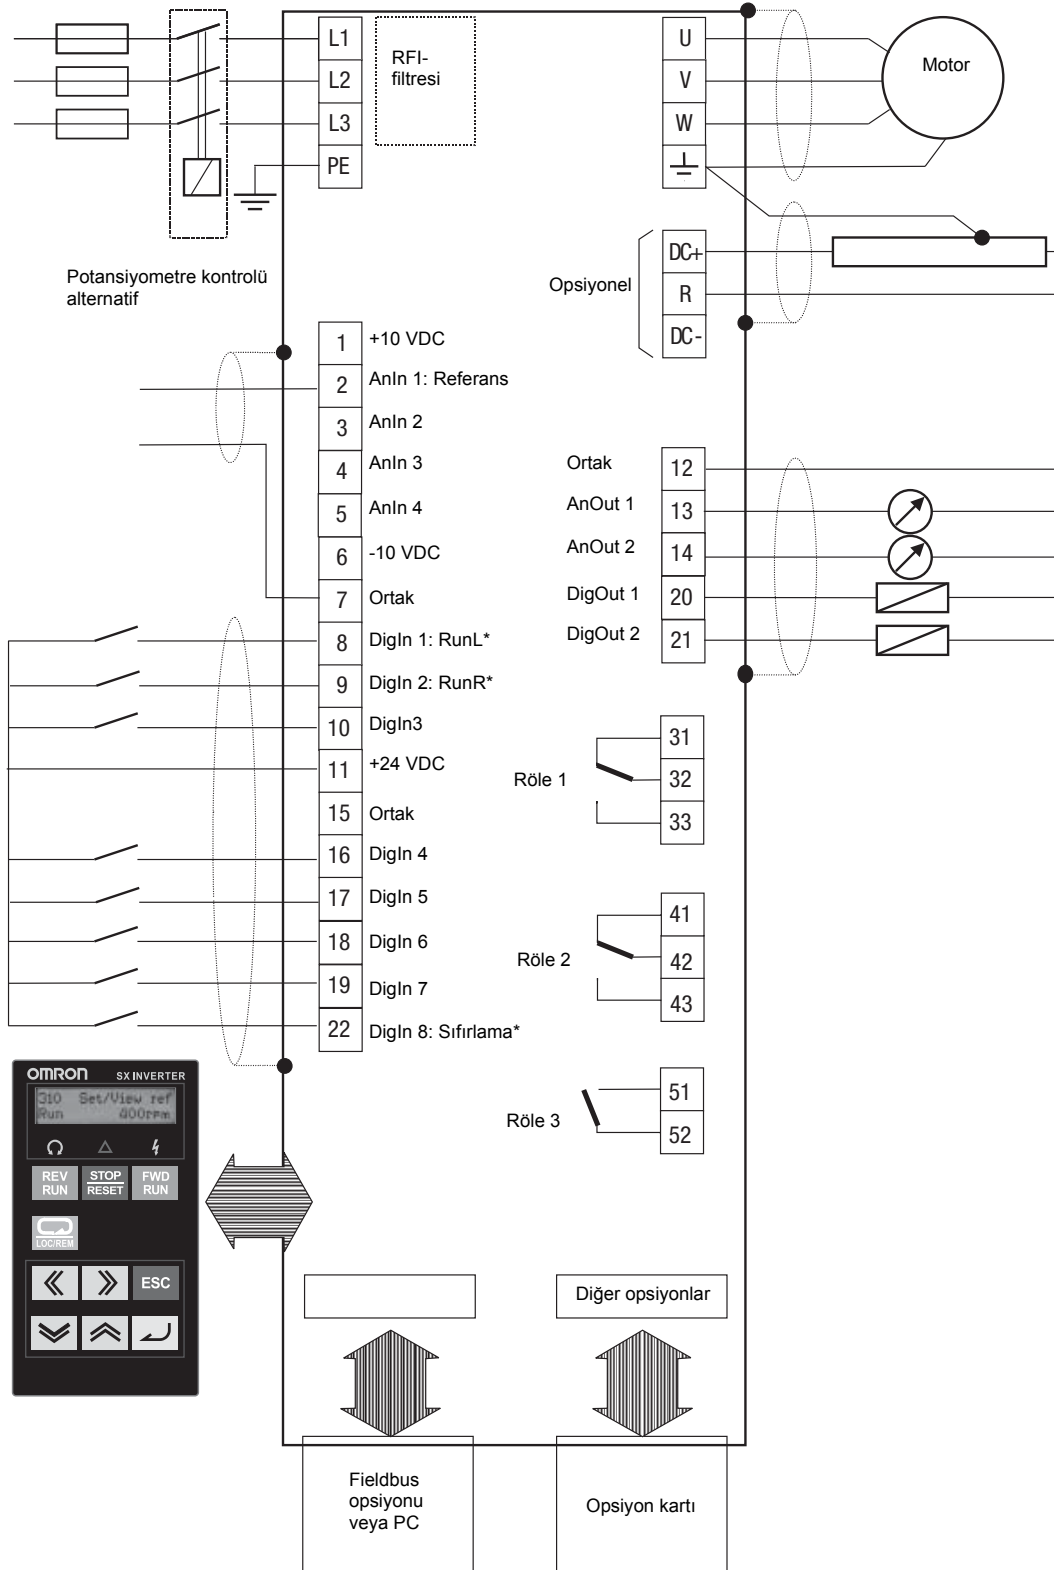 L1
L2
L3
PE
RFI-
filtresi
U
V
W
Motor
DC+
R
DC-
Opsiyonel
Potansiyometre kontrolü
alternatif
1 +10 VDC
2 AnIn 1: Referans
3 AnIn 2
4 AnIn 3
5 AnIn 4
6 -10 VDC
7 Ortak
8 DigIn 1: RunL*
9 DigIn 2: RunR*
10 DigIn3
11 +24 VDC
15 Ortak
16 DigIn 4
17 DigIn 5
18 DigIn 6
19 DigIn 7
22 DigIn 8: Sıfırlama*
Ortak 12
AnOut 1 13
AnOut 2 14
DigOut 1 20
DigOut 2 21
Röle 1
31
32
33
Röle 2
41
42
43
Röle 3
51
52
OMRON SX INVERTER
310 Set/View ref
Run 400rpm
REV
RUN
STOP
RESET
FWD
RUN
LOC/REM
ESC
Diğer opsiyonlar
Fieldbus
opsiyonu
veya PC
Opsiyon kartı